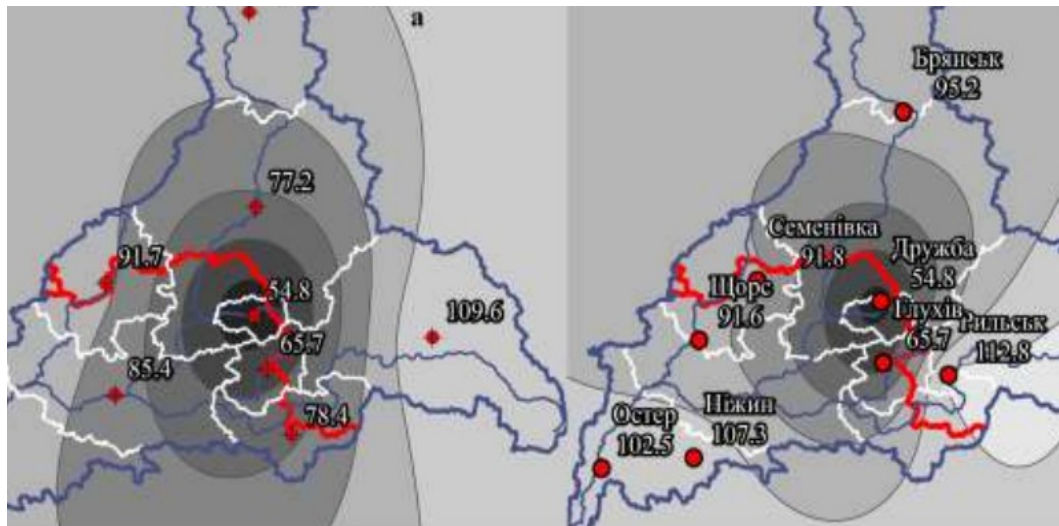 а
77.2
91.7
54.8
109.6
65.7
85.4
78.4
Брянськ
95.2
Семенівка
91.8
Дружба
54.8
Щорс
91.6
Глухів
65.7
Рильськ
112.8
Остер
102.5
Ніжин
107.3